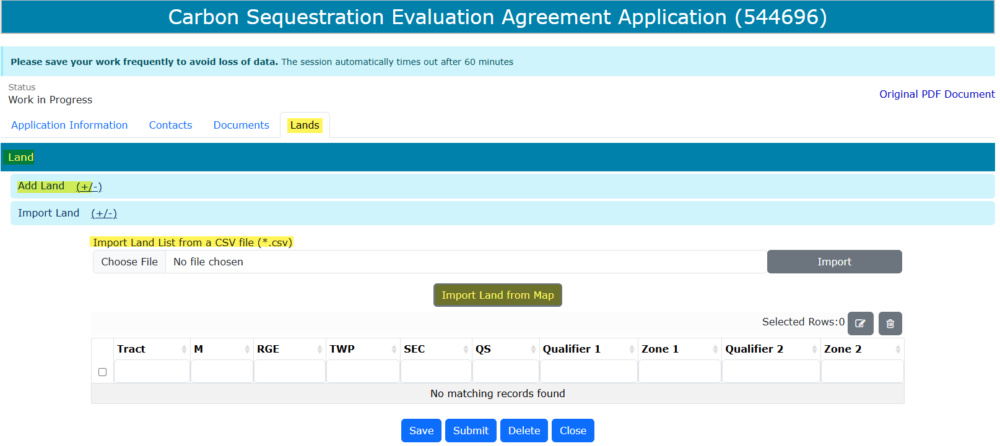 Carbon Sequestration Evaluation Agreement Application (544696)
Please save your work frequently to avoid loss of data. The session automatically times out after 60 minutes
Status
Work in Progress
Original PDF Document
Application Information Contacts Documents Lands
Land
Add Land (+/-)
Import Land (+/-)
Import Land List from a CSV file (*.csv)
Choose File No file chosen Import
Import Land from Map
Selected Rows:0
Tract M RGE TWP SEC QS Qualifier 1 Zone 1 Qualifier 2 Zone 2
No matching records found
Save Submit Delete Close